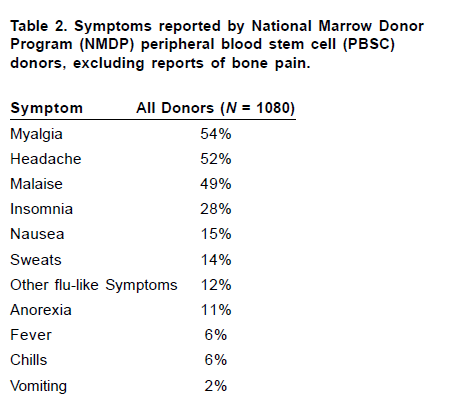 Table 2. Symptoms reported by National Marrow Donor
Program (NMDP) peripheral blood stem cell (PBSC)
donors, excluding reports of bone pain.
Symptom All Donors (N = 1080)
Myalgia 54%
Headache 52%
Malaise 49%
Insomnia 28%
Nausea 15%
Sweats 14%
Other flu-like Symptoms 12%
Anorexia 11%
Fever 6%
Chills 6%
Vomiting 2%